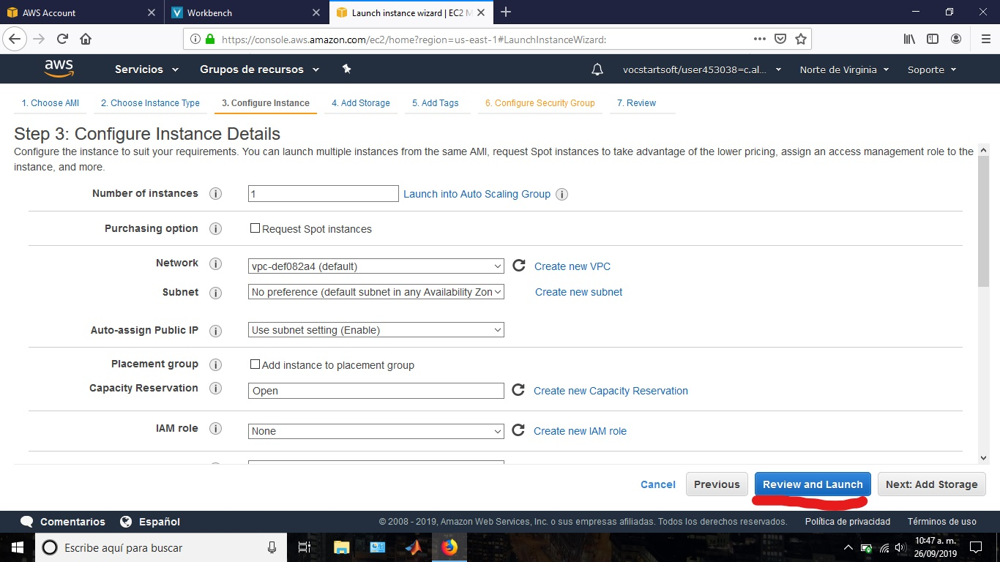 AWS Account
Workbench
Launch instance wizard | EC2 M
https://console.aws.amazon.com/ec2/home?region=us-east-1#LaunchInstanceWizard:
aws
Servicios
Grupos de recursos
vocstartsoft/user453038=c.al...
Norte de Virginia
Soporte
1. Choose AMI
2. Choose Instance Type
3. Configure Instance
4. Add Storage
5. Add Tags
6. Configure Security Group
7. Review
Step 3: Configure Instance Details
Configure the instance to suit your requirements. You can launch multiple instances from the same AMI, request Spot instances to take advantage of the lower pricing, assign an access management role to the
instance, and more.
Number of instances
1
Launch into Auto Scaling Group
Purchasing option
Request Spot instances
Network
vpc-def082a4 (default)
Create new VPC
Subnet
No preference (default subnet in any Availability Zon
Create new subnet
Auto-assign Public IP
Use subnet setting (Enable)
Placement group
Add instance to placement group
Capacity Reservation
Open
Create new Capacity Reservation
IAM role
None
Create new IAM role
Cancel
Previous
Review and Launch
Next: Add Storage
Comentarios
Español
© 2008 - 2019, Amazon Web Services, Inc. o sus empresas afiliadas. Todos los derechos reservados.
Política de privacidad
Términos de uso
Escribe aquí para buscar
10:47 a. m.
26/09/2019